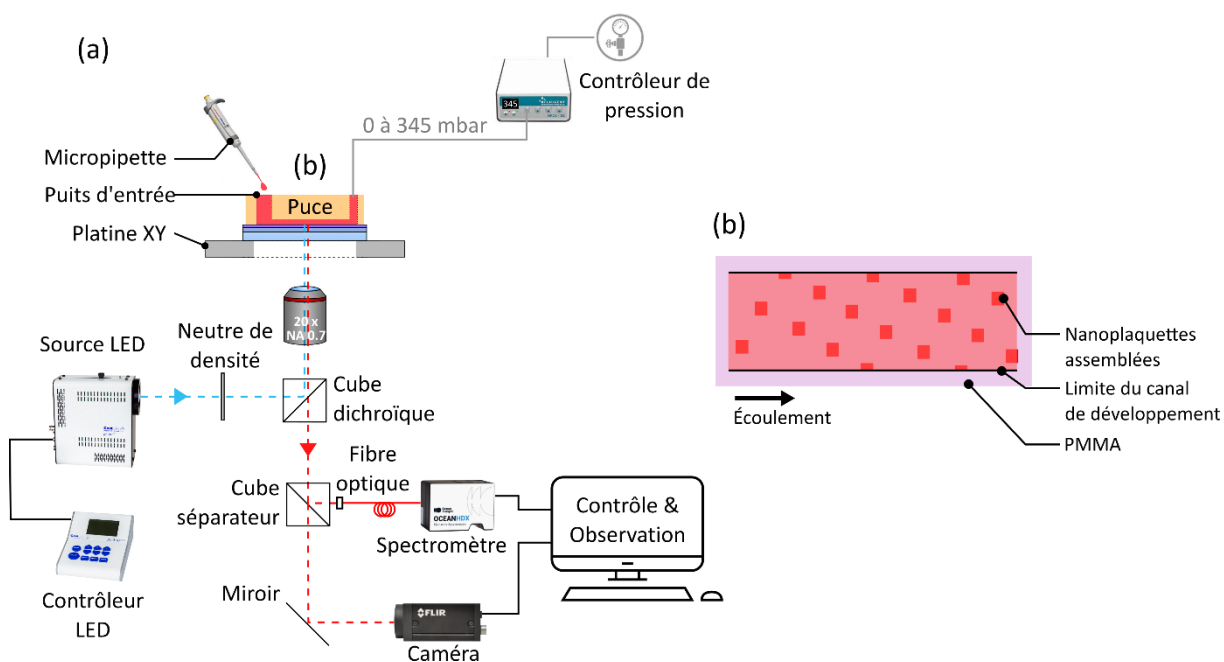 (a)
Contrôleur de
pression
345
0 à 345 mbar
Micropipette
(b)
Puits d'entrée
Puce
Platine XY
(b)
20 x
NA 0.7
Neutre de
densité
Source LED
Cube
dichroïque
Nanoplaquettes
assemblées
Limite du canal
de développement
Écoulement
PMMA
Fibre
optique
Cube
séparateur
OCEANHDX
Spectromètre
Contrôle &
Observation
Contrôleur
LED
Miroir
FLIR
Caméra